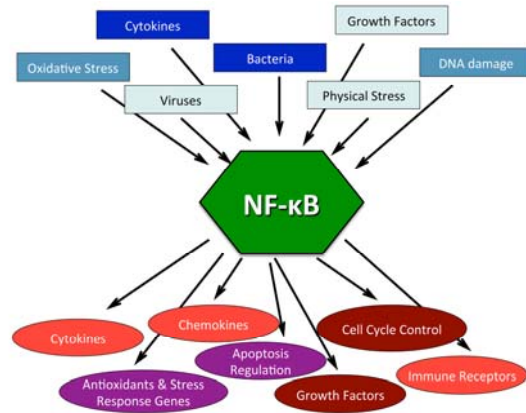 Cytokines
Growth Factors
Bacteria
Oxidative Stress
DNA damage
Viruses
Physical Stress
NF-κB
Cytokines
Chemokines
Cell Cycle Control
Apoptosis
Regulation
Immune Receptors
Antioxidants & Stress
Response Genes
Growth Factors